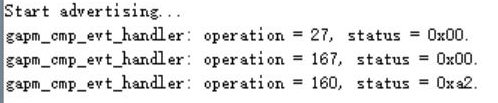 Start advertising...
gapm_cmp_evt_handler: operation = 27, status = 0x00.
gapm_cmp_evt_handler: operation = 167, status = 0x00.
gapm_cmp_evt_handler: operation = 160, status = 0xa2.